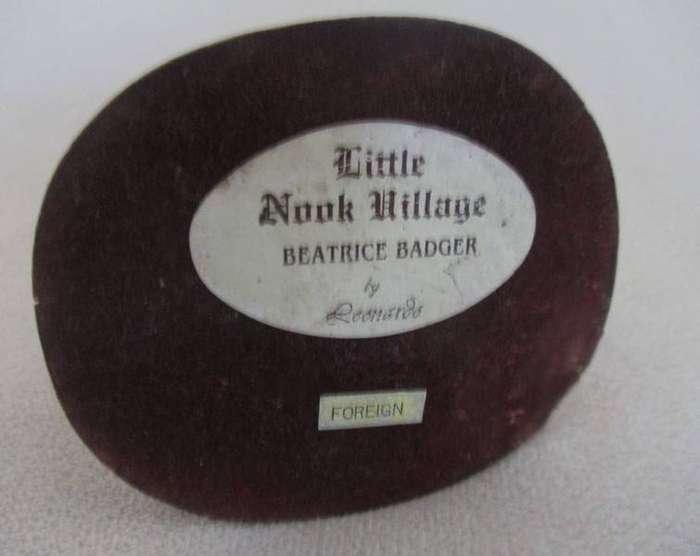 Little
Nook Village
BEATRICE BADGER
by
Leonardo
FOREIGN